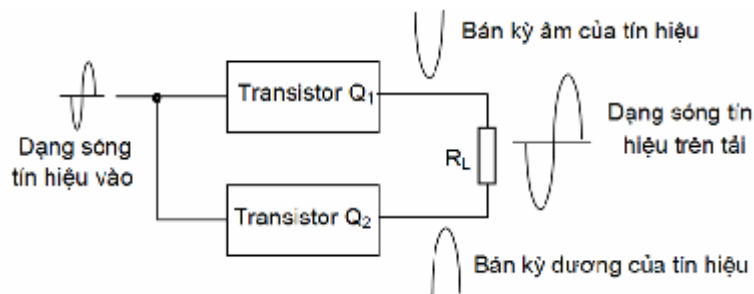 Bán kỳ âm của tín hiệu
Transistor Q₁
Dạng sóng
tín hiệu vào
R_L
Dạng sóng tín
hiệu trên tải
Transistor Q₂
Bán kỳ dương của tín hiệu